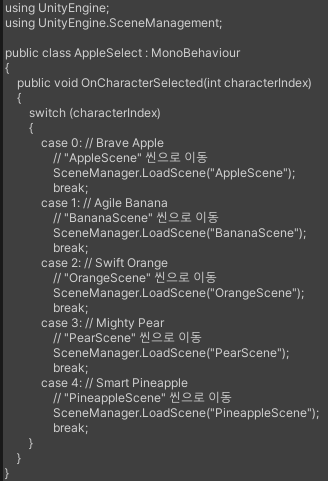 using UnityEngine;
using UnityEngine.SceneManagement;

public class AppleSelect : MonoBehaviour
{
    public void OnCharacterSelected(int characterIndex)
    {
        switch (characterIndex)
        {
            case 0: // Brave Apple
                // "AppleScene" 씬으로 이동
                SceneManager.LoadScene("AppleScene");
                break;
            case 1: // Agile Banana
                // "BananaScene" 씬으로 이동
                SceneManager.LoadScene("BananaScene");
                break;
            case 2: // Swift Orange
                // "OrangeScene" 씬으로 이동
                SceneManager.LoadScene("OrangeScene");
                break;
            case 3: // Mighty Pear
                // "PearScene" 씬으로 이동
                SceneManager.LoadScene("PearScene");
                break;
            case 4: // Smart Pineapple
                // "PineappleScene" 씬으로 이동
                SceneManager.LoadScene("PineappleScene");
                break;
        }
    }
}